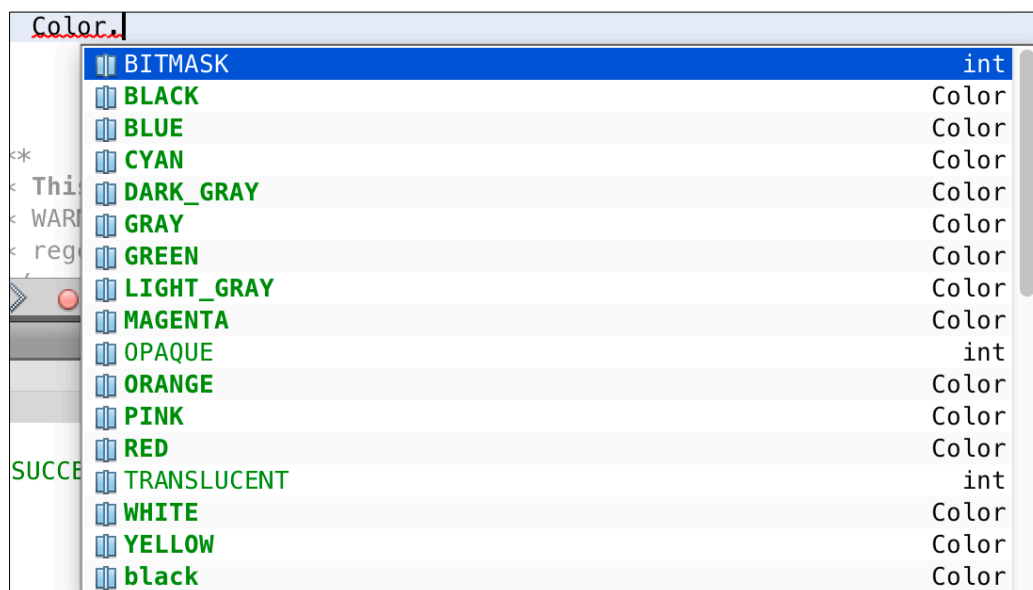 Color.
BITMASK int
BLACK Color
BLUE Color
CYAN Color
DARK_GRAY Color
GRAY Color
GREEN Color
LIGHT_GRAY Color
MAGENTA Color
OPAQUE int
ORANGE Color
PINK Color
RED Color
TRANSLUCENT int
WHITE Color
YELLOW Color
black Color